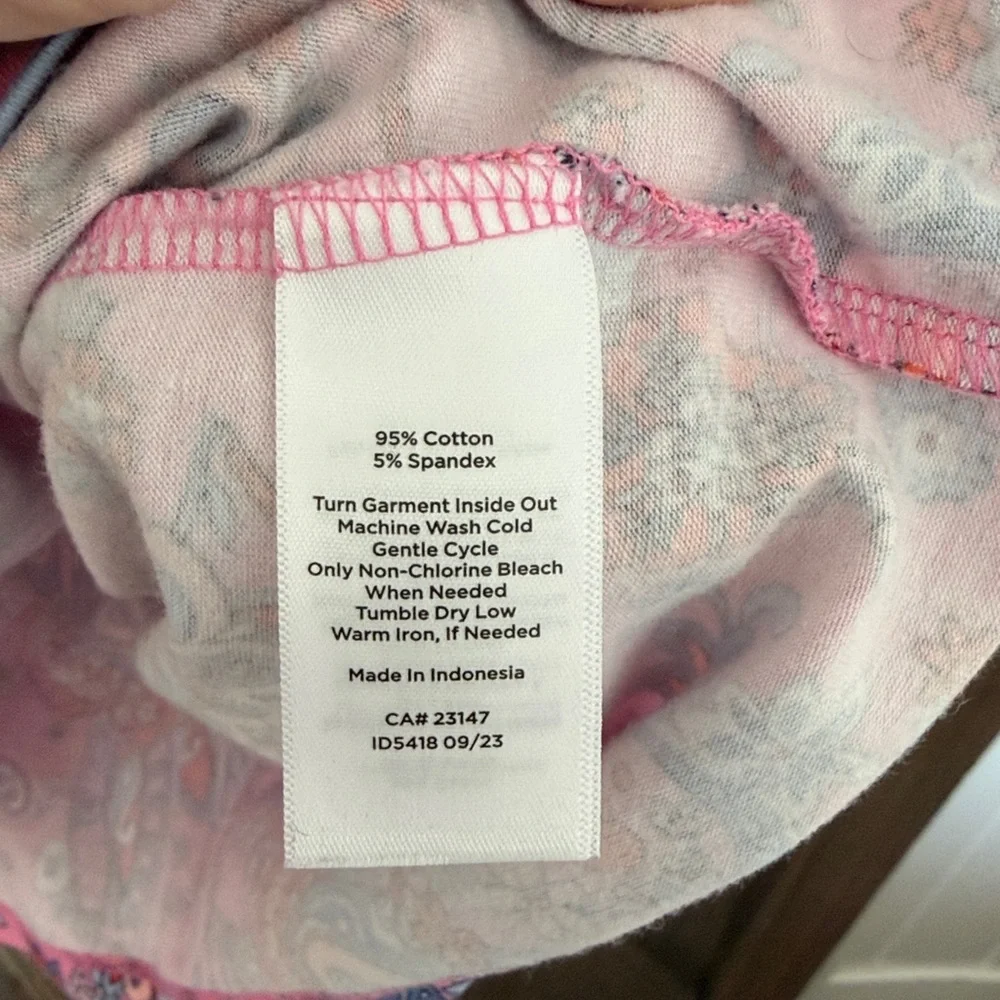 95% Cotton
5% Spandex
Turn Garment Inside Out
Machine Wash Cold
Gentle Cycle
Only Non-Chlorine Bleach
When Needed
Tumble Dry Low
Warm Iron, If Needed
Made In Indonesia
CA# 23147
ID5418 09/23